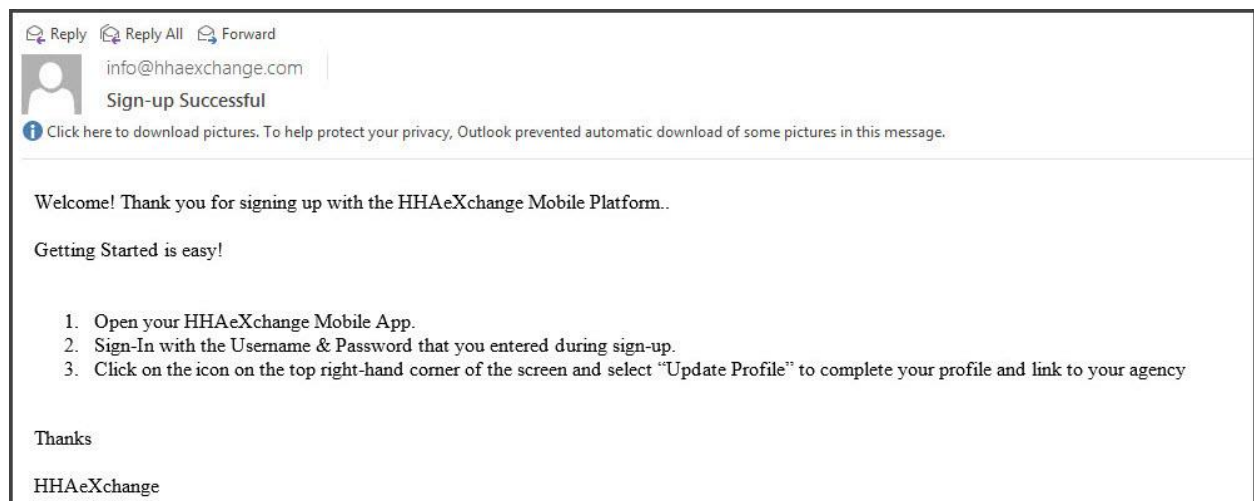 Reply Reply All Forward
info@hhaexchange.com
Sign-up Successful
Click here to download pictures. To help protect your privacy, Outlook prevented automatic download of some pictures in this message.
Welcome! Thank you for signing up with the HHAeXchange Mobile Platform..
Getting Started is easy!
1. Open your HHAeXchange Mobile App.
2. Sign-In with the Username & Password that you entered during sign-up.
3. Click on the icon on the top right-hand corner of the screen and select “Update Profile” to complete your profile and link to your agency
Thanks
HHAeXchange